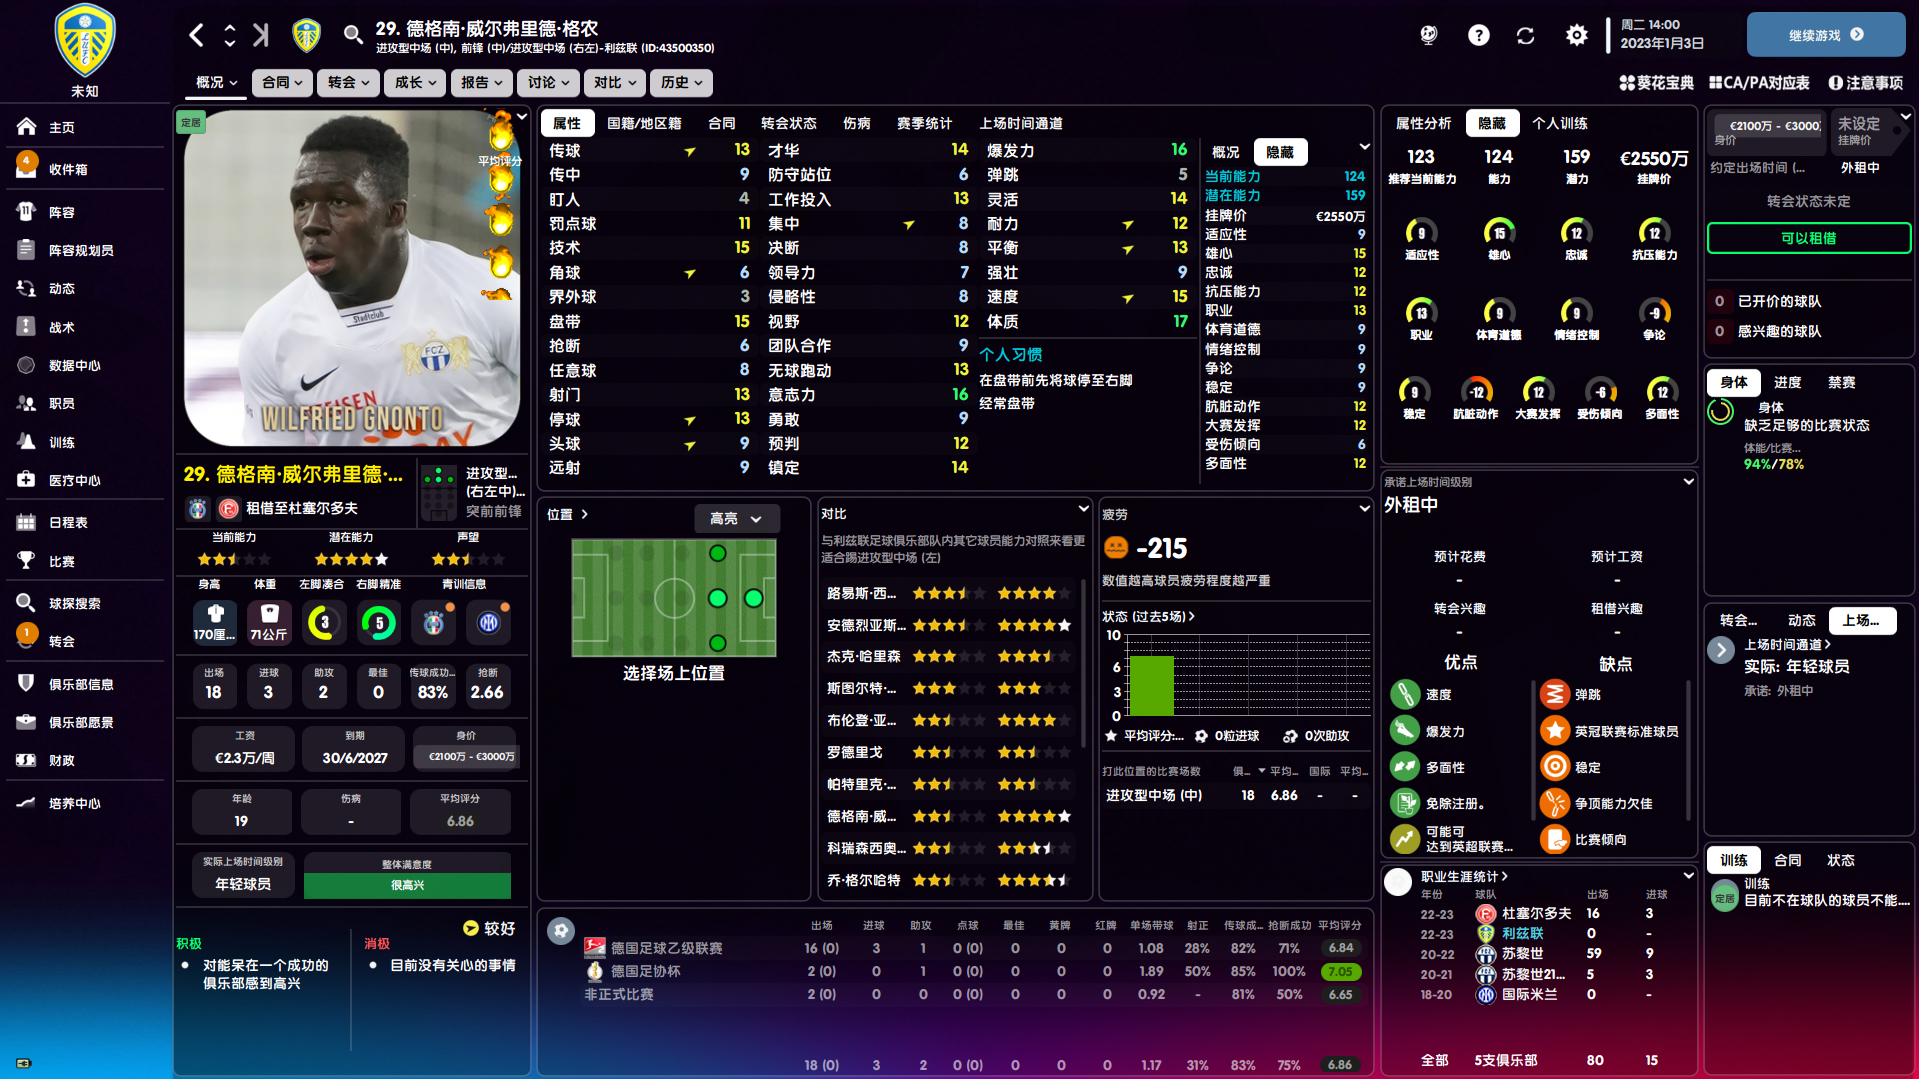 未知
29. 德格南·威尔弗里德·格农
进攻型中场 (中), 前锋 (中)/进攻型中场 (右左)-利兹联 (ID:43500350)
周二 14:00
2023年1月3日
继续游戏
概况 合同 转会 成长 报告 讨论 对比 历史
葵花宝典 CA/PA对应表 注意事项
主页
4
收件箱
阵容
阵容规划员
动态
战术
数据中心
职员
训练
医疗中心
日程表
比赛
球探搜索
1
转会
俱乐部信息
俱乐部愿景
财政
培养中心
定居
平均评分
Stadtclub
FCZ
WILFRIED GNONTO
29. 德格南·威尔弗里德·...
租借至杜塞尔多夫
进攻型...
(右左中)...
突前前锋
当前能力 潜在能力 声望
身高 体重 左脚凑合 右脚精准 青训信息
170厘... 71公斤 3 5
出场 进球 助攻 最佳 传球成功... 抢断
18 3 2 0 83% 2.66
工资 到期 身价
€2.3万/周 30/6/2027 €2100万 - €3000万
年龄 伤病 平均评分
19 - 6.86
实际上场时间级别 整体满意度
年轻球员 很高兴
较好
积极 消极
对能呆在一个成功的
俱乐部感到高兴
目前没有关心的事情
属性 国籍/地区籍 合同 转会状态 伤病 赛季统计 上场时间通道
传球 13 才华 14 爆发力 16
传中 9 防守站位 6 弹跳 5
盯人 4 工作投入 13 灵活 14
罚点球 11 集中 8 耐力 12
技术 15 决断 8 平衡 13
角球 6 领导力 7 强壮 9
界外球 3 侵略性 8 速度 15
盘带 15 视野 12 体质 17
抢断 6 团队合作 9
任意球 8 无球跑动 13
射门 13 意志力 16
停球 13 勇敢 9
头球 9 预判 12
远射 9 镇定 14
个人习惯
在盘带前先将球停至右脚
经常盘带
概况 隐藏
当前能力 124
潜在能力 159
挂牌价 €2550万
适应性 9
雄心 15
忠诚 12
抗压能力 12
职业 13
体育道德 9
情绪控制 9
争论 9
稳定 9
肮脏动作 12
大赛发挥 12
受伤倾向 6
多面性 12
位置
高亮
选择场上位置
对比
与利兹联足球俱乐部队内其它球员能力对照来看更
适合踢进攻型中场 (左)
路易斯·西...
安德烈亚斯...
杰克·哈里森
斯图尔特·...
布伦登·亚...
罗德里戈
帕特里克·...
德格南·威...
科瑞森西奥...
乔·格尔哈特
疲劳
-215
数值越高球员疲劳程度越严重
状态 (过去5场)
10
6
3
0
平均评分:... 0粒进球 0次助攻
打此位置的比赛场数 俱... 平均... 国际 平均...
进攻型中场 (中) 18 6.86 - -
出场 进球 助攻 点球 最佳 黄牌 红牌 单场带球 射正 传球成... 抢断成功 平均评分
德国足球乙级联赛 16 (0) 3 1 0 (0) 0 0 0 1.08 28% 82% 71% 6.84
德国足协杯 2 (0) 0 1 0 (0) 0 0 0 1.89 50% 85% 100% 7.05
非正式比赛 2 (0) 0 0 0 (0) 0 0 0 0.92 - 81% 50% 6.65
18 (0) 3 2 0 (0) 0 0 0 1.17 31% 83% 75% 6.86
属性分析 隐藏 个人训练
123 124 159 €2550万
推荐当前能力 能力 潜力 挂牌价
9 15 12 12
适应性 雄心 忠诚 抗压能力
13 9 9 -9
职业 体育道德 情绪控制 争论
9 -12 12 -6 12
稳定 肮脏动作 大赛发挥 受伤倾向 多面性
承诺上场时间级别
外租中
预计花费 预计工资
- -
转会兴趣 租借兴趣
- -
优点 缺点
速度 弹跳
爆发力 英冠联赛标准球员
多面性 稳定
免除注册。 争顶能力欠佳
可能可
达到英超联赛...
比赛倾向
职业生涯统计
年份 球队 出场 进球
22-23 杜塞尔多夫 16 3
22-23 利兹联 0 -
20-22 苏黎世 59 9
20-21 苏黎世21... 5 3
18-20 国际米兰 0 -
全部 5支俱乐部 80 15
€2100万 - €3000
身价
未设定
挂牌价
约定出场时间 (... 外租中
转会状态未定
可以租借
0 已开价的球队
0 感兴趣的球队
身体 进度 禁赛
身体
缺乏足够的比赛状态
体能/比赛...
94%/78%
转会... 动态 上场...
上场时间通道
实际: 年轻球员
承诺: 外租中
训练 合同 状态
定居
训练
目前不在球队的球员不能....